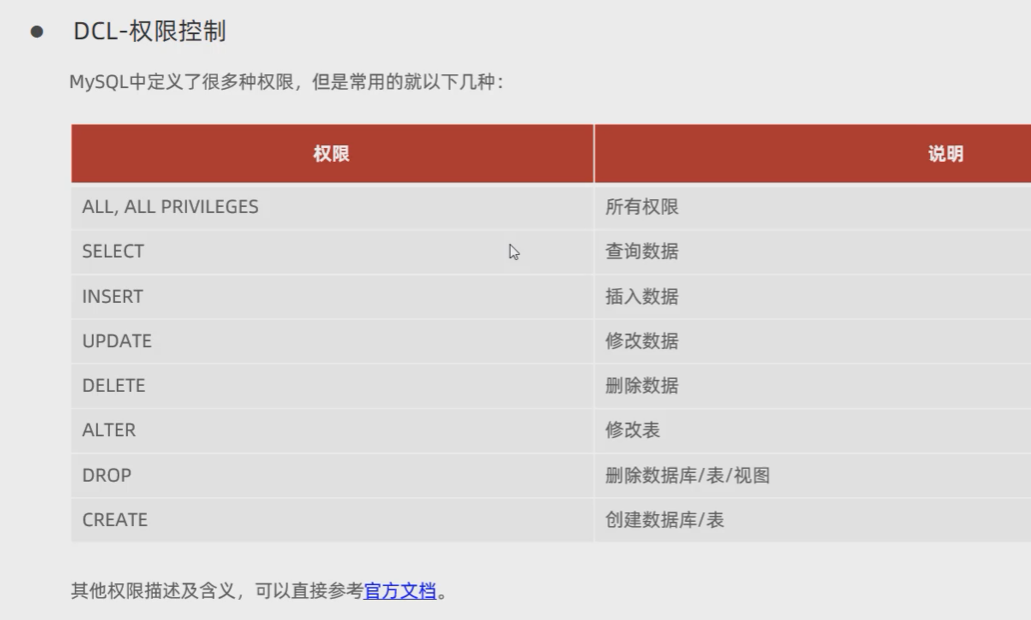 DCL-权限控制
MySQL中定义了很多种权限，但是常用的就以下几种：
权限 说明
ALL, ALL PRIVILEGES 所有权限
SELECT 查询数据
INSERT 插入数据
UPDATE 修改数据
DELETE 删除数据
ALTER 修改表
DROP 删除数据库/表/视图
CREATE 创建数据库/表
其他权限描述及含义，可以直接参考官方文档。